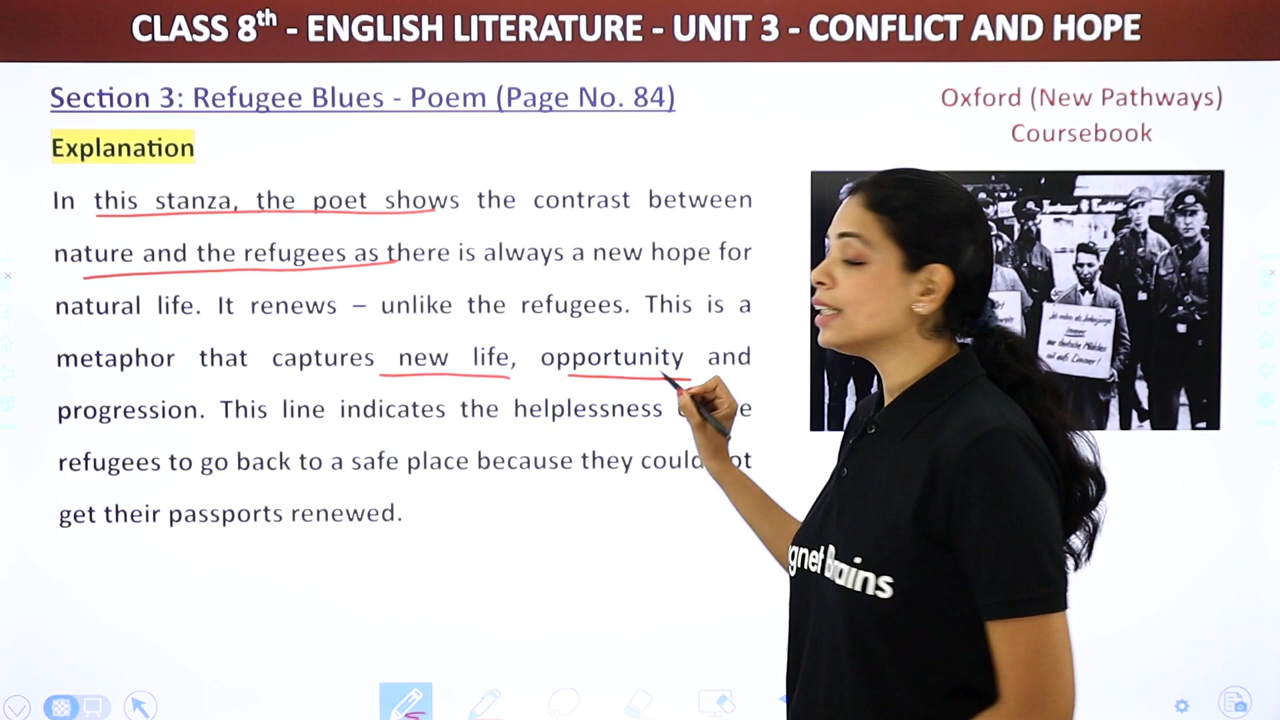 CLASS 8th - ENGLISH LITERATURE - UNIT 3 - CONFLICT AND HOPE
Section 3: Refugee Blues - Poem (Page No. 84)
Oxford (New Pathways)
Coursebook
Explanation
In this stanza, the poet shows the contrast between
nature and the refugees as there is always a new hope for
natural life. It renews – unlike the refugees. This is a
metaphor that captures new life, opportunity and
progression. This line indicates the helplessness
refugees to go back to a safe place because they could
get their passports renewed.
gnet Brains